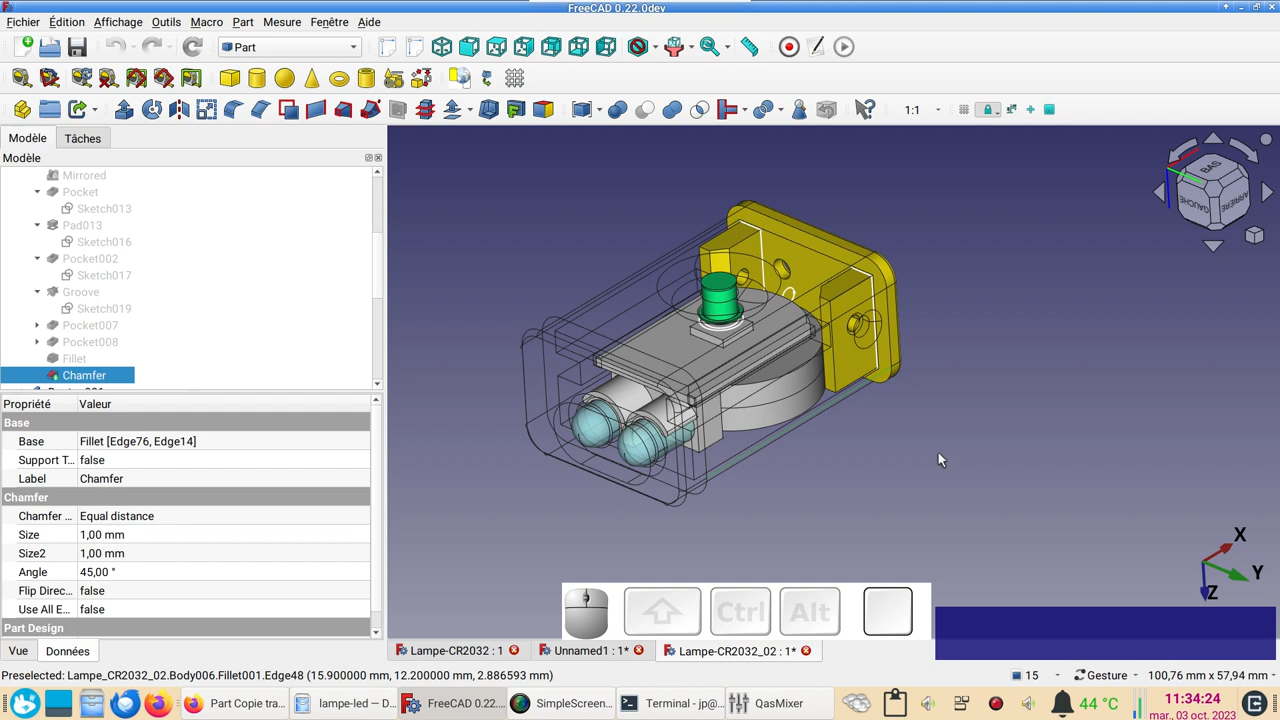 FreeCAD 0.22.0dev
Fichier Édition Affichage Outils Macro Part Mesure Fenêtre Aide
Part
1:1
Modèle Tâches
Modèle
Mirrored
Pocket
Sketch013
Pad013
Sketch016
Pocket002
Sketch017
Groove
Sketch019
Pocket007
Pocket008
Fillet
Chamfer
Propriété Valeur
Base
Base Fillet [Edge76, Edge14]
Support T... false
Label Chamfer
Chamfer
Chamfer ... Equal distance
Size 1,00 mm
Size2 1,00 mm
Angle 45,00 °
Flip Direc... false
Use All E... false
Part Design
Vue Données
BAS
GAUCHE
ARRIÈRE
X
Y
Z
Ctrl Alt
Lampe-CR2032 : 1
Unnamed1 : 1*
Lampe-CR2032_02 : 1*
Preselected: Lampe_CR2032_02.Body006.Fillet001.Edge48 (15.900000 mm, 12.200000 mm, 2.886593 mm)
15 Gesture 100,76 mm x 57,94 mm
Part Copie tra...
lampe-led — D...
FreeCAD 0.22....
SimpleScreen...
Terminal - jp@...
QasMixer
44 °C
11:34:24
mar., 03 oct. 2023